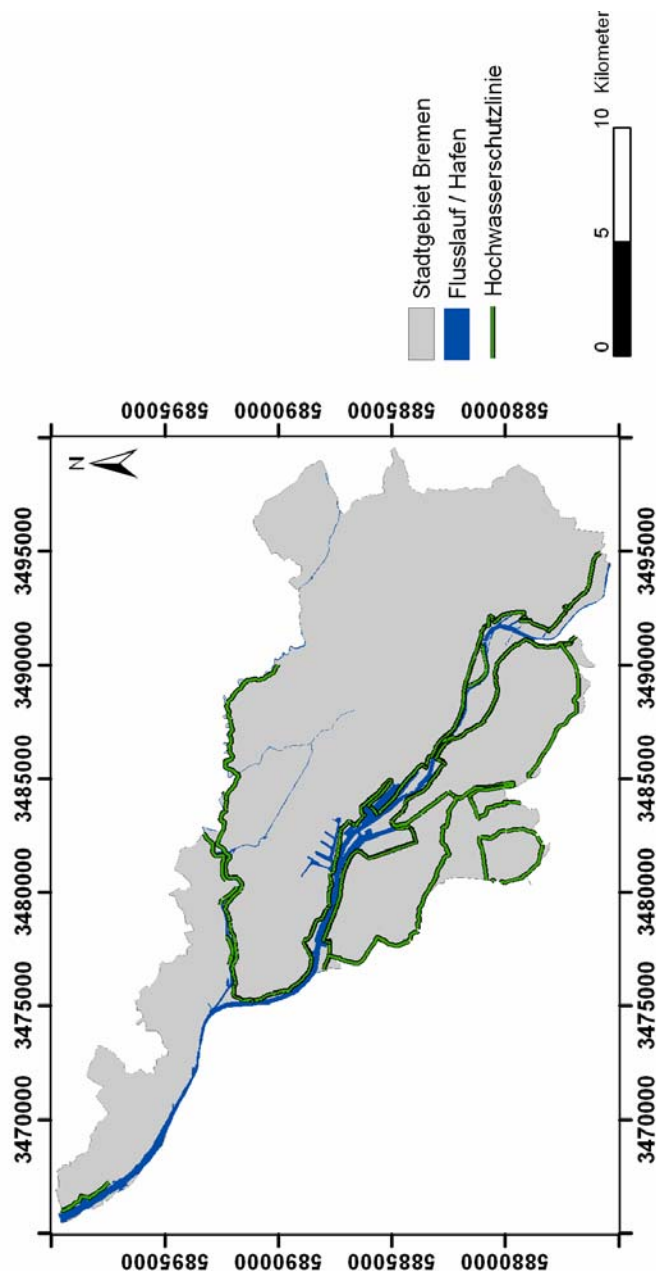 3470000 3475000 3480000 3485000 3490000 3495000
N
5895000 5895000
5890000 5890000
5885000 5885000
5880000 5880000
3470000 3475000 3480000 3485000 3490000 3495000
Stadtgebiet Bremen
Flusslauf / Hafen
Hochwasserschutzlinie
0 5 10 Kilometer